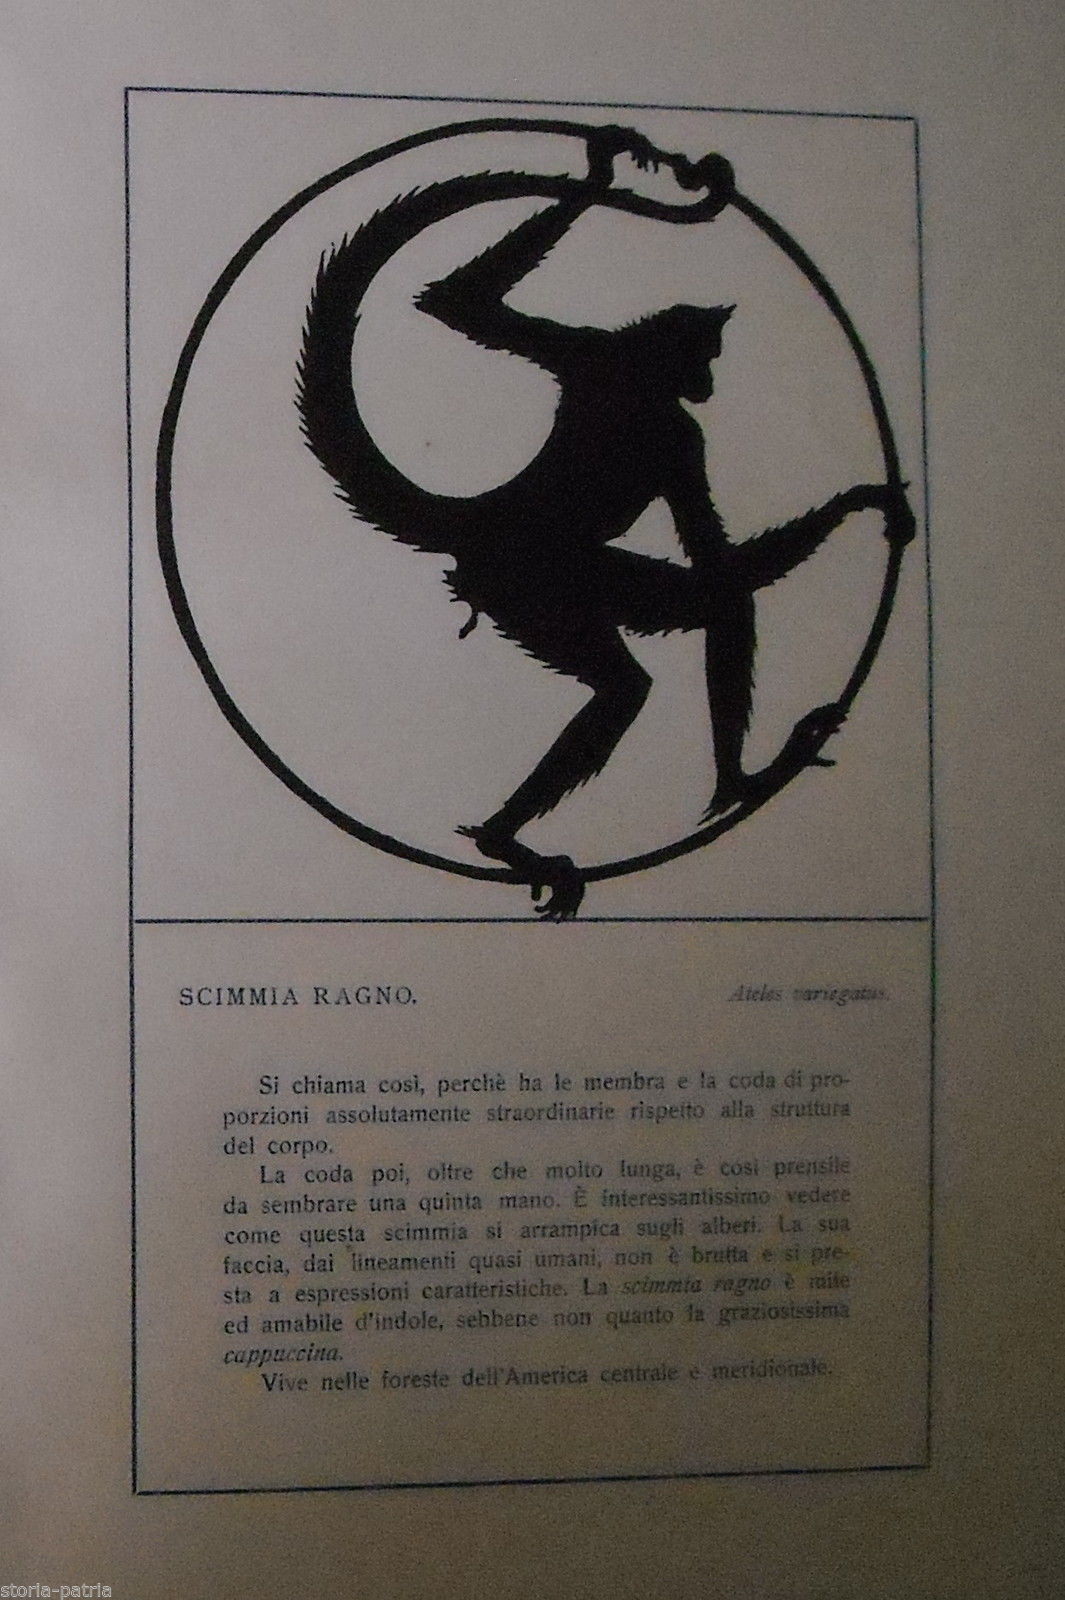 SCIMMIA RAGNO. Ateles variegatus.
Si chiama così, perchè ha le membra e la coda di pro-
porzioni assolutamente straordinarie rispetto alla struttura
del corpo.
La coda poi, oltre che molto lunga, è così prensile
da sembrare una quinta mano. È interessantissimo vedere
come questa scimmia si arrampica sugli alberi. La sua
faccia, dai lineamenti quasi umani, non è brutta e si pre-
sta a espressioni caratteristiche. La scimmia ragno è mite
ed amabile d'indole, sebbene non quanto la graziosissima
cappuccina.
Vive nelle foreste dell'America centrale e meridionale.
storia-patria